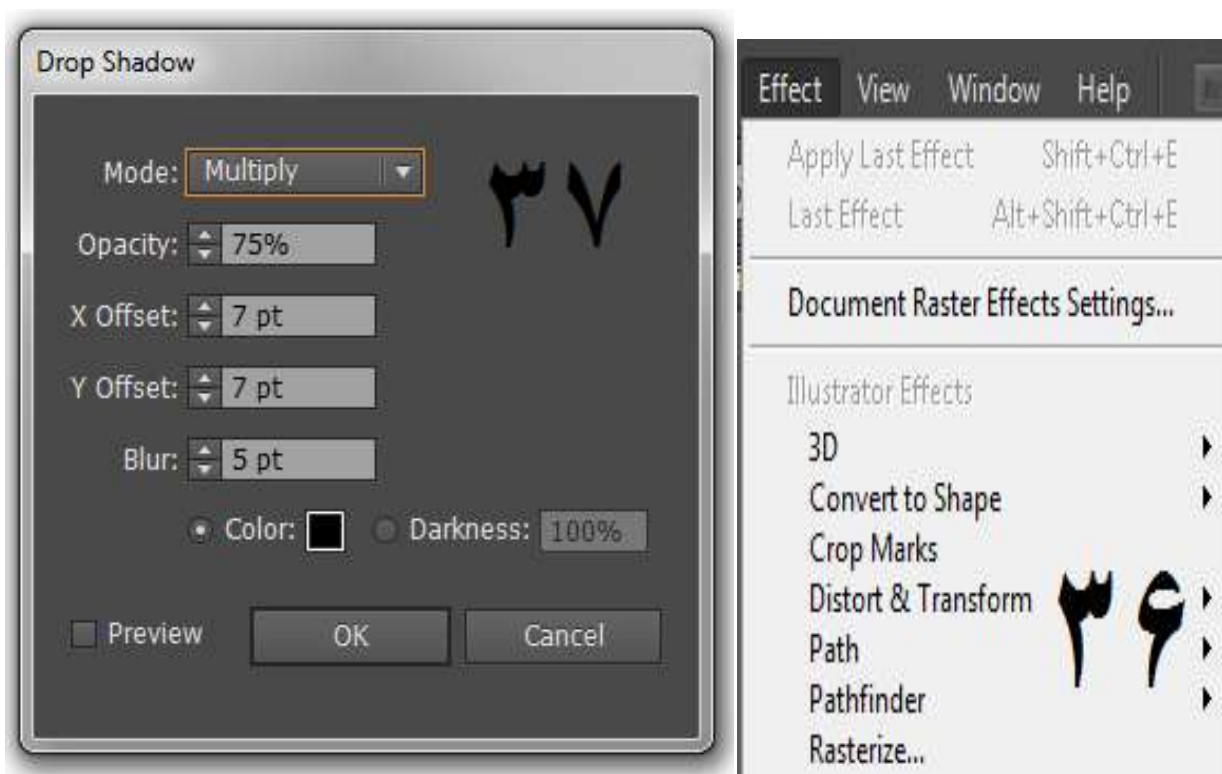 Drop Shadow
Mode: Multiply
۳۷
Opacity: 75%
X Offset: 7 pt
Y Offset: 7 pt
Blur: 5 pt
Color: Darkness: 100%
Preview OK Cancel
Effect View Window Help
Apply Last Effect Shift+Ctrl+E
Last Effect Alt+Shift+Ctrl+E
Document Raster Effects Settings...
Illustrator Effects
3D
Convert to Shape
Crop Marks
Distort & Transform
۳۶
Path
Pathfinder
Rasterize...